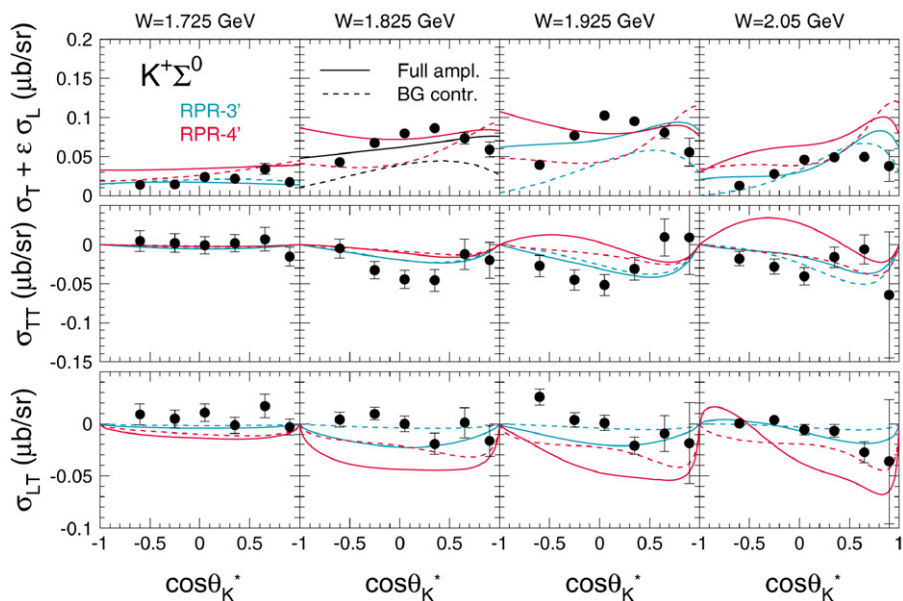 W=1.725 GeV W=1.825 GeV W=1.925 GeV W=2.05 GeV
σT + ε σL (μb/sr)
0.2
0.15
0.1
0.05
0
K+Σ0
RPR-3'
RPR-4'
Full ampl.
BG contr.
σTT (μb/sr)
0
-0.05
-0.1
-0.15
σLT (μb/sr)
0
-0.05
-0.1
-1 -0.5 0 0.5 -1 -0.5 0 0.5 -1 -0.5 0 0.5 -1 -0.5 0 0.5 1
cosθK* cosθK* cosθK* cosθK*